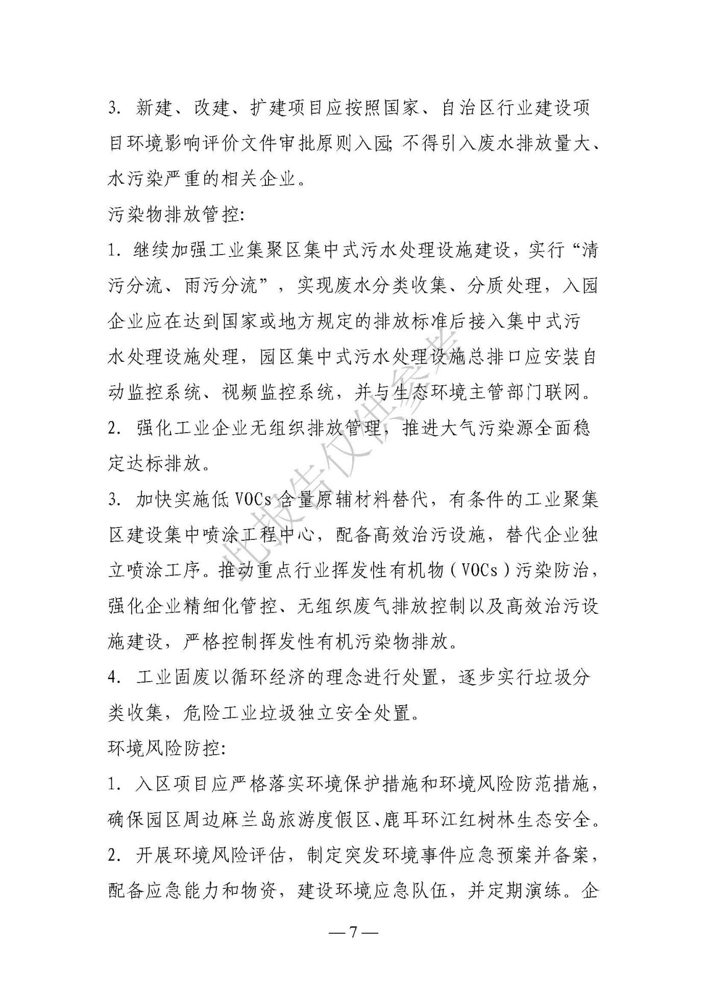 3. 新建、改建、扩建项目应按照国家、自治区行业建设项
目环境影响评价文件审批原则入园; 不得引入废水排放量大、
水污染严重的相关企业。
污染物排放管控:
1. 继续加强工业集聚区集中式污水处理设施建设，实行“清
污分流、雨污分流”，实现废水分类收集、分质处理，入园
企业应在达到国家或地方规定的排放标准后接入集中式污
水处理设施处理，园区集中式污水处理设施总排口应安装自
动监控系统、视频监控系统，并与生态环境主管部门联网。
2. 强化工业企业无组织排放管理，推进大气污染源全面稳
定达标排放。
3. 加快实施低 VOCs 含量原辅材料替代，有条件的工业聚集
区建设集中喷涂工程中心，配备高效治污设施，替代企业独
立喷涂工序。推动重点行业挥发性有机物（VOCs）污染防治，
强化企业精细化管控、无组织废气排放控制以及高效治污设
施建设，严格控制挥发性有机污染物排放。
4. 工业固废以循环经济的理念进行处置，逐步实行垃圾分
类收集，危险工业垃圾独立安全处置。
环境风险防控:
1. 入区项目应严格落实环境保护措施和环境风险防范措施，
确保园区周边麻兰岛旅游度假区、鹿耳环江红树林生态安全。
2. 开展环境风险评估，制定突发环境事件应急预案并备案，
配备应急能力和物资，建设环境应急队伍，并定期演练。企
— 7 —
此报告仅供参考